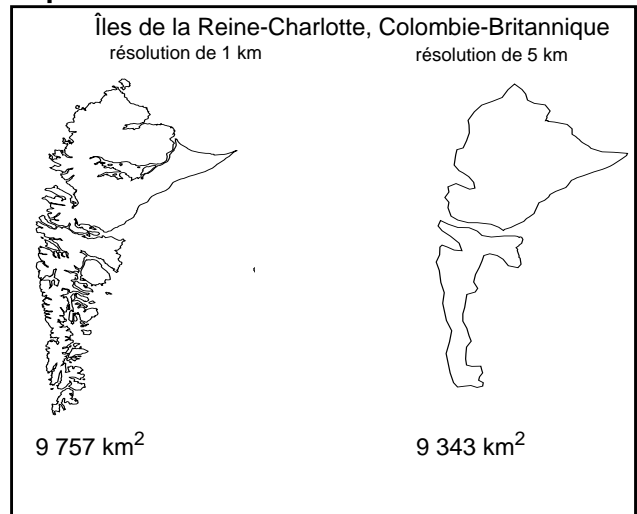 Îles de la Reine-Charlotte, Colombie-Britannique
résolution de 1 km
résolution de 5 km
9 757 km²
9 343 km²